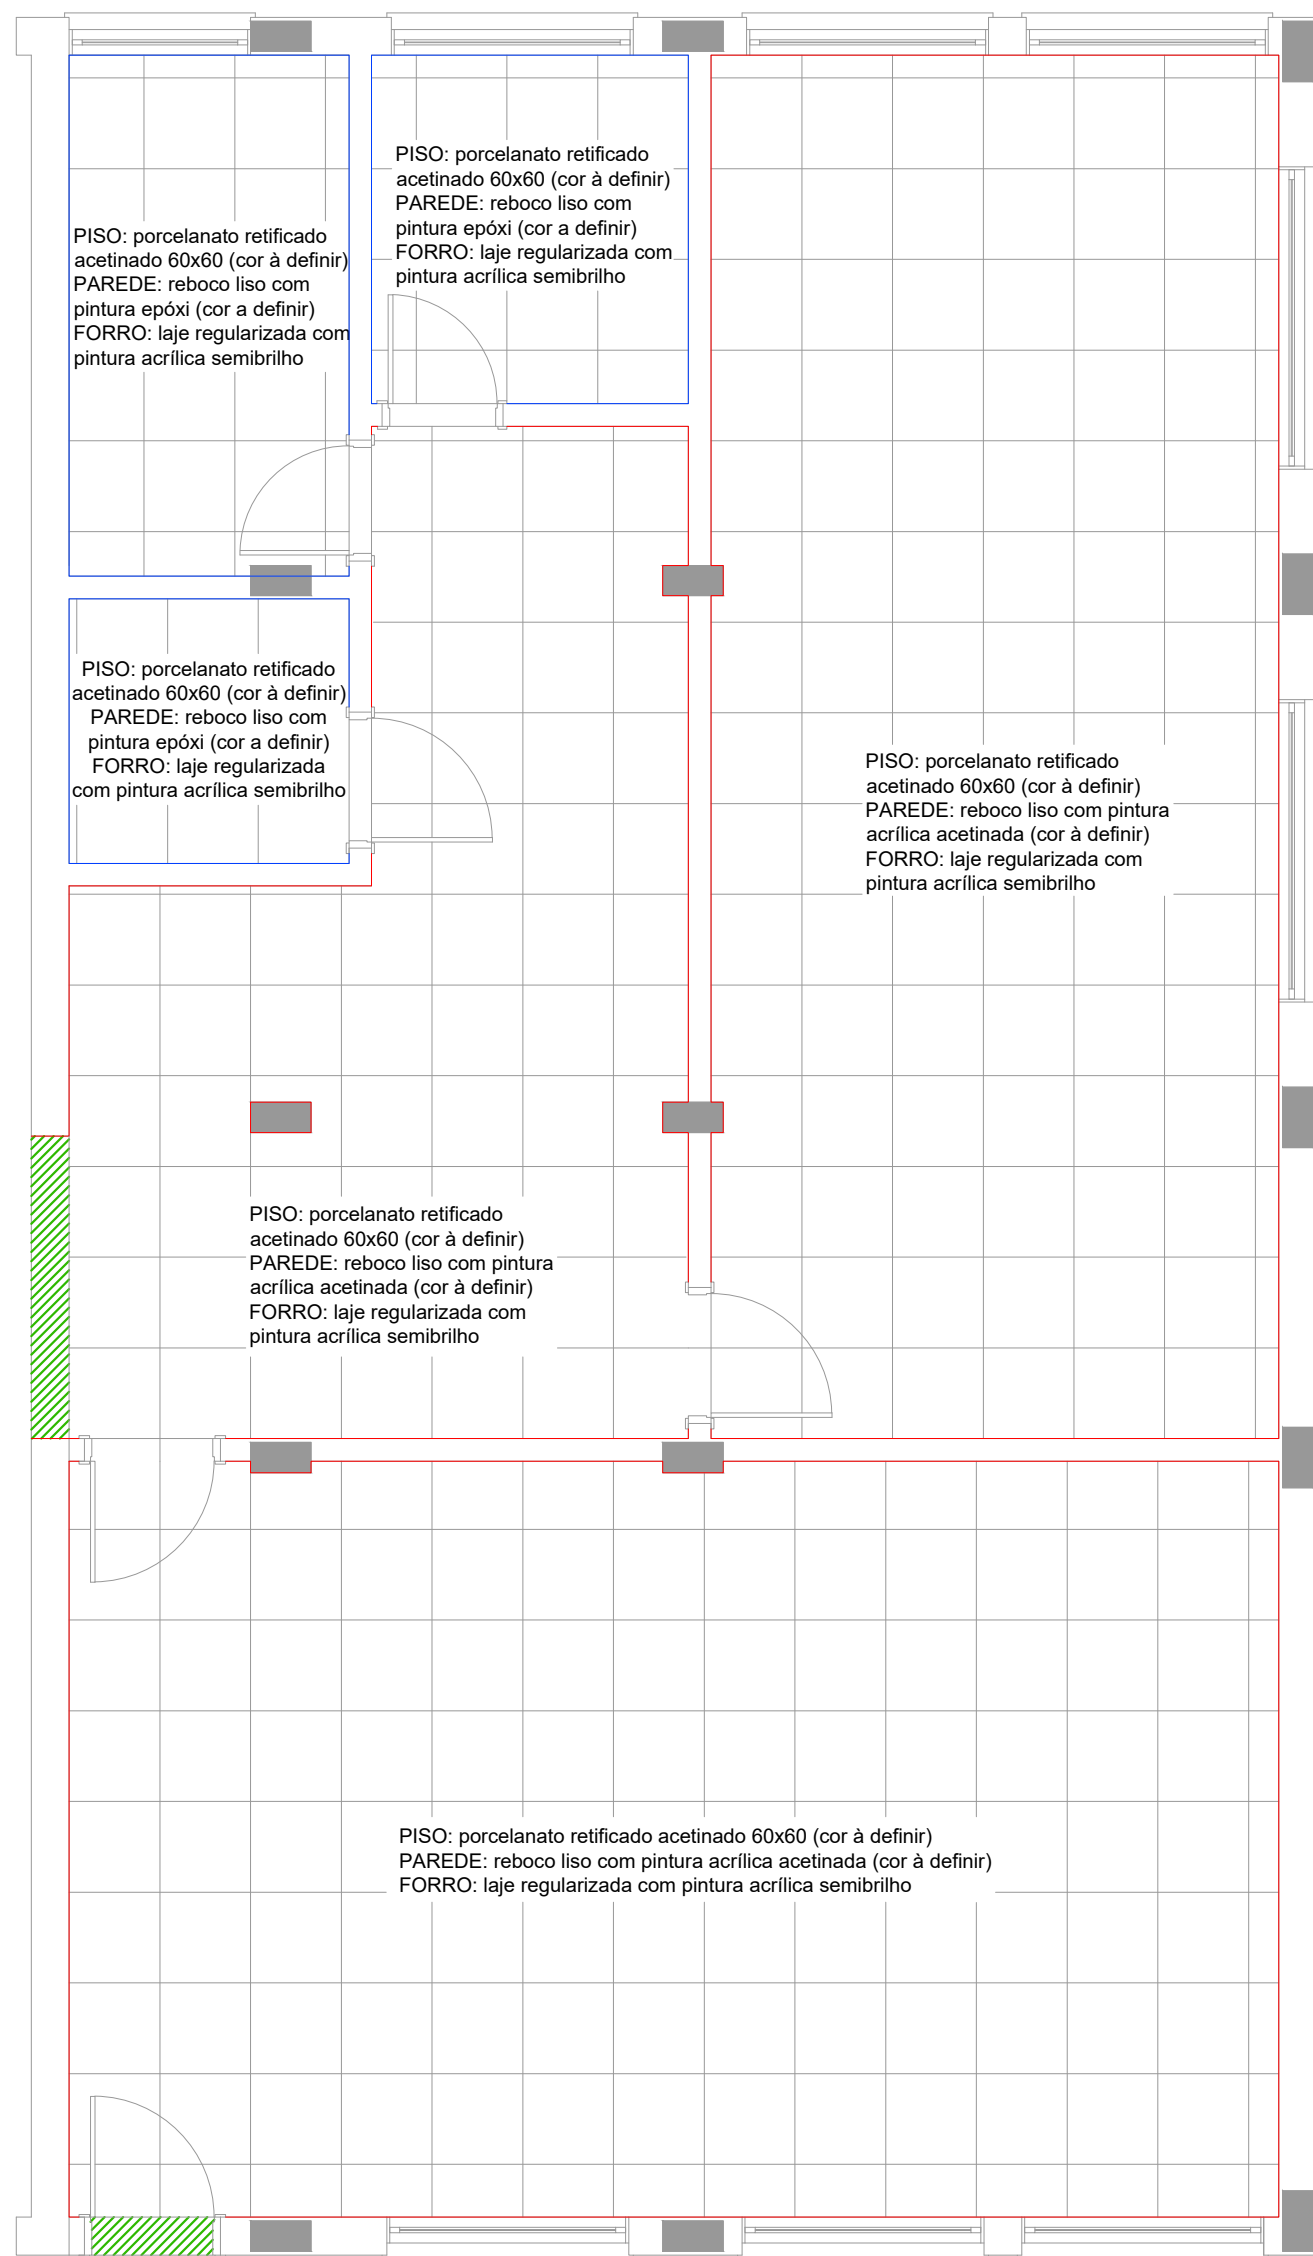 PISO: porcelanato retificado
acetinado 60x60 (cor à definir)
PAREDE: reboco liso com
pintura epóxi (cor a definir)
FORRO: laje regularizada com
pintura acrílica semibrilho
PISO: porcelanato retificado
acetinado 60x60 (cor à definir)
PAREDE: reboco liso com
pintura epóxi (cor a definir)
FORRO: laje regularizada com
pintura acrílica semibrilho
PISO: porcelanato retificado
acetinado 60x60 (cor à definir)
PAREDE: reboco liso com
pintura epóxi (cor a definir)
FORRO: laje regularizada
com pintura acrílica semibrilho
PISO: porcelanato retificado
acetinado 60x60 (cor à definir)
PAREDE: reboco liso com pintura
acrílica acetinada (cor à definir)
FORRO: laje regularizada com
pintura acrílica semibrilho
PISO: porcelanato retificado
acetinado 60x60 (cor à definir)
PAREDE: reboco liso com pintura
acrílica acetinada (cor à definir)
FORRO: laje regularizada com
pintura acrílica semibrilho
PISO: porcelanato retificado acetinado 60x60 (cor à definir)
PAREDE: reboco liso com pintura acrílica acetinada (cor à definir)
FORRO: laje regularizada com pintura acrílica semibrilho